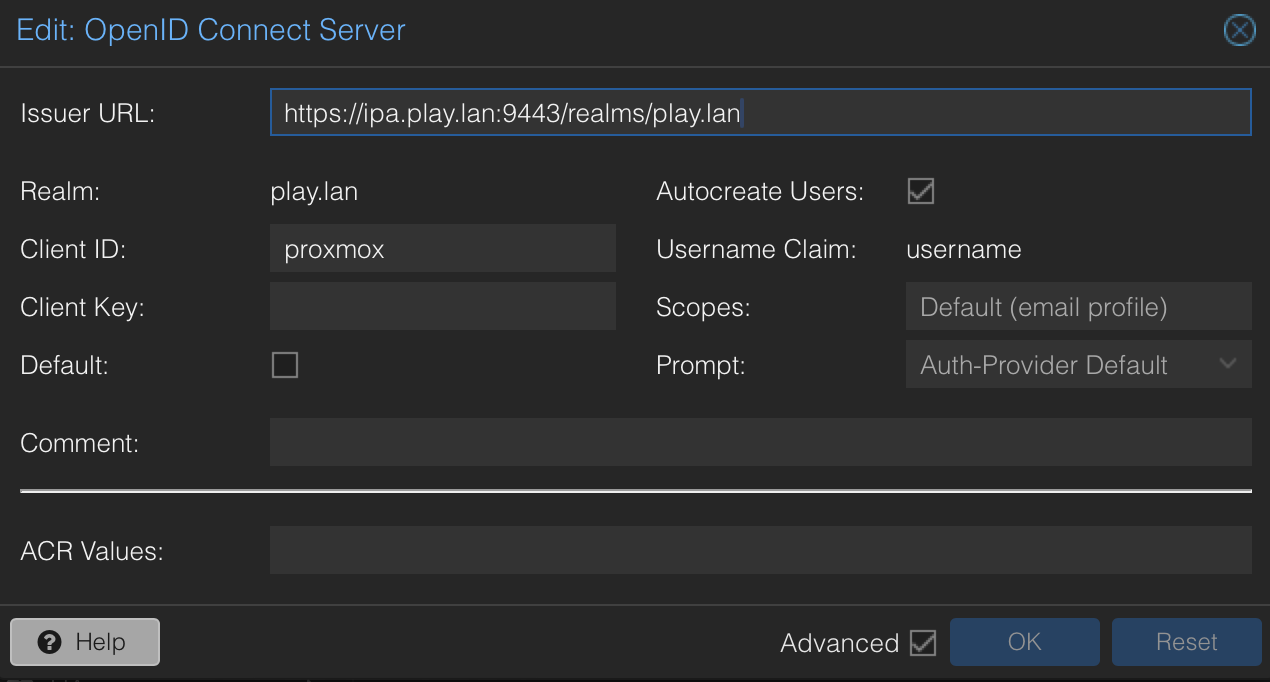 Edit: OpenID Connect Server
Issuer URL: https://ipa.play.lan:9443/realms/play.lan
Realm: play.lan Autocreate Users:
Client ID: proxmox Username Claim: username
Client Key: Scopes: Default (email profile)
Default: Prompt: Auth-Provider Default
Comment:
ACR Values:
Help Advanced OK Reset